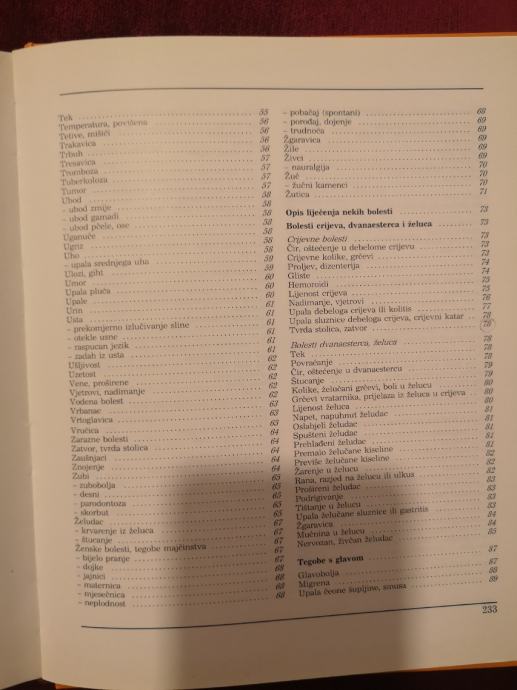 Tek 55
Temperatura, povišena 56
Tetive, mišići 56
Trakavica 56
Trbuh 56
Tresavica 57
Tromboza 57
Tuberkuloza 57
Tumor 57
Ubod 58
– ubod zmije 58
– ubod gamadi 58
– ubod pčele, ose 58
Uganuće 58
Ugriz 58
Uho 58
– upala srednjega uha 59
Ulozi, giht 59
Umor 60
Upala pluća 60
Upale 60
Urin 61
Usta 61
– prekomjerno izlučivanje sline 61
– otekle usne 61
– raspucan jezik 61
– zadah iz usta 61
Ušljivost 62
Uzetost 62
Vene, proširene 62
Vjetrovi, nadimanje 62
Vodena bolest 62
Vrbanac 63
Vrtoglavica 63
Vrućica 63
Zarazne bolesti 64
Zatvor, tvrda stolica 64
Zaušnjaci 64
Znojenje 64
Zubi 65
– zubobolja 65
– desni 65
– parodontoza 65
– skorbut 65
Želudac 67
– krvarenje iz želuca 67
– štucanje 67
Ženske bolesti, tegobe majčinstva 67
– bijelo pranje 67
– dojke 68
– jajnici 68
– maternica 68
– mjesečnica 68
– neplodnost 68
– pobačaj (spontani) 68
– porođaj, dojenje 69
– trudnoća 69
Žgaravica 69
Žile 69
Živci 69
– neuralgija 70
Žuč 70
– žučni kamenci 70
Žutica 71
Opis liječenja nekih bolesti 73
Bolesti crijeva, dvanaesterca i želuca 73
Crijevne bolesti 73
Čir, oštećenje u debelome crijevu 73
Crijevne kolike, grčevi 73
Proljev, dizenterija 74
Gliste 74
Hemoroidi 75
Lijenost crijeva 75
Nadimanje, vjetrovi 76
Upala debeloga crijeva ili kolitis 77
Upala sluznice debeloga crijeva, crijevni katar 78
Tvrda stolica, zatvor 78
Bolesti dvanaesterca, želuca 78
Tek 78
Povraćanje 78
Čir, oštećenje u dvanaestercu 79
Štucanje 79
Kolike, želučani grčevi, boli u želucu 80
Grčevi vratarnika, prijelaza iz želuca u crijeva 80
Lijenost želuca 80
Napet, napuhnut želudac 81
Oslabjeli želudac 81
Spušteni želudac 81
Prehlađeni želudac 81
Premalo želučane kiseline 81
Previše želučane kiseline 82
Žarenje u želucu 82
Rana, razjed na želucu ili ulkus 82
Prošireni želudac 83
Podrigivanje 83
Tištanje u želucu 83
Upala želučane sluznice ili gastritis 83
Žgaravica 84
Mučnina u želucu 84
Nervozan, živčan želudac 85
Tegobe s glavom 87
Glavobolja 87
Migrena 88
Upala čeone šupljine, sinusa 89
233